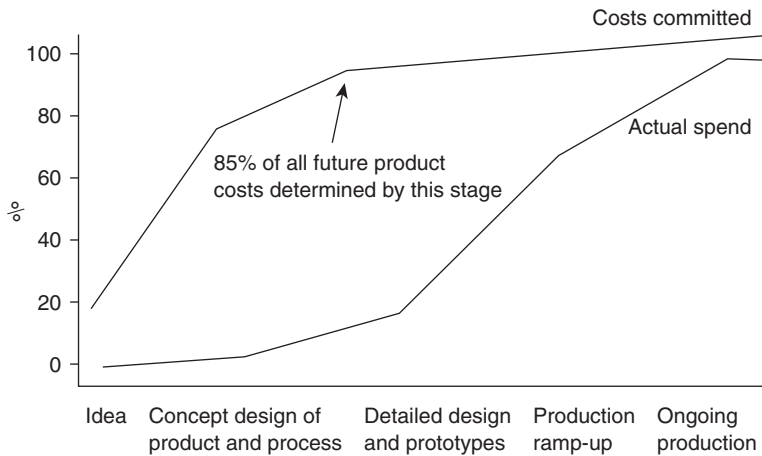 Costs committed
100
80
60
40
20
0
%
Actual spend
85% of all future product
costs determined by this stage
Idea
Concept design of
product and process
Detailed design
and prototypes
Production
ramp-up
Ongoing
production